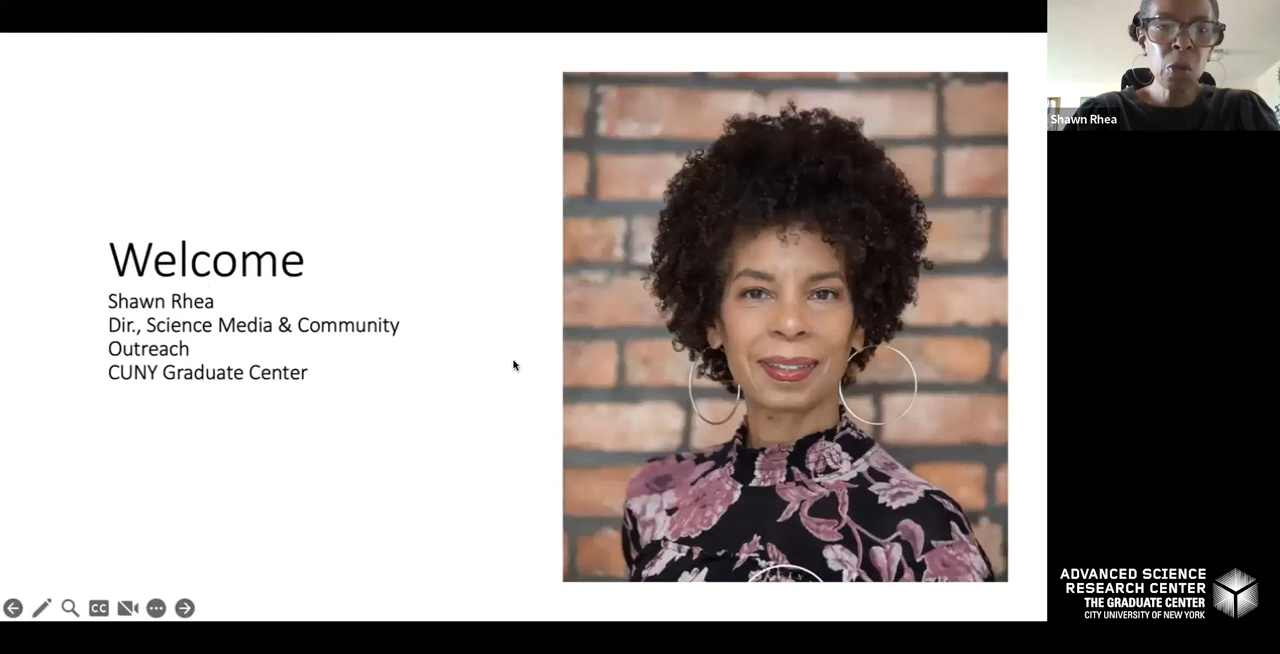 Welcome
Shawn Rhea
Dir., Science Media & Community
Outreach
CUNY Graduate Center
Shawn Rhea
CC
ADVANCED SCIENCE
RESEARCH CENTER
THE GRADUATE CENTER
CITY UNIVERSITY OF NEW YORK